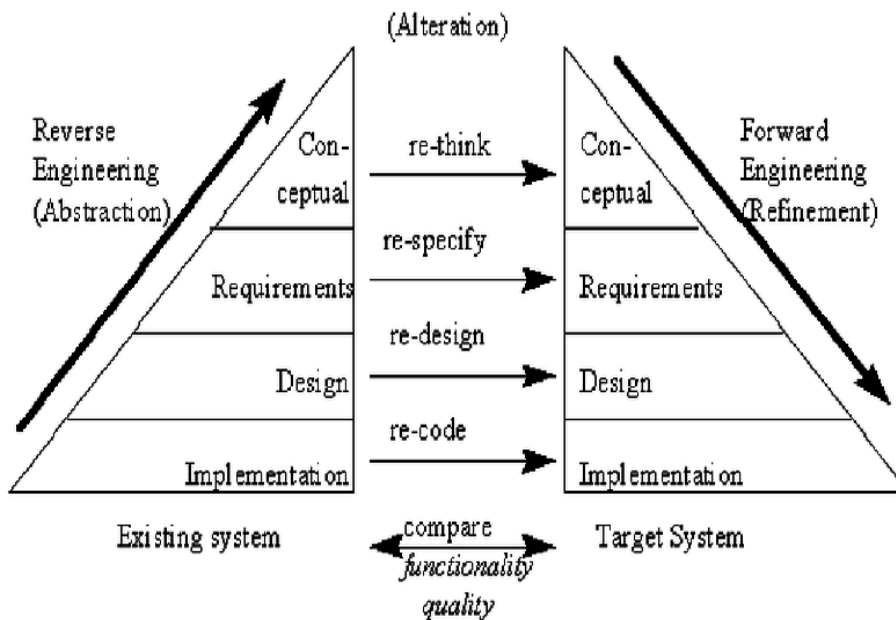 (Alteration)
Reverse
Engineering
(Abstraction)
Con-
ceptual
Requirements
Design
Implementation
Existing system
re-think
re-specify
re-design
re-code
compare
functionality
quality
Con-
ceptual
Requirements
Design
Implementation
Target System
Forward
Engineering
(Refinement)